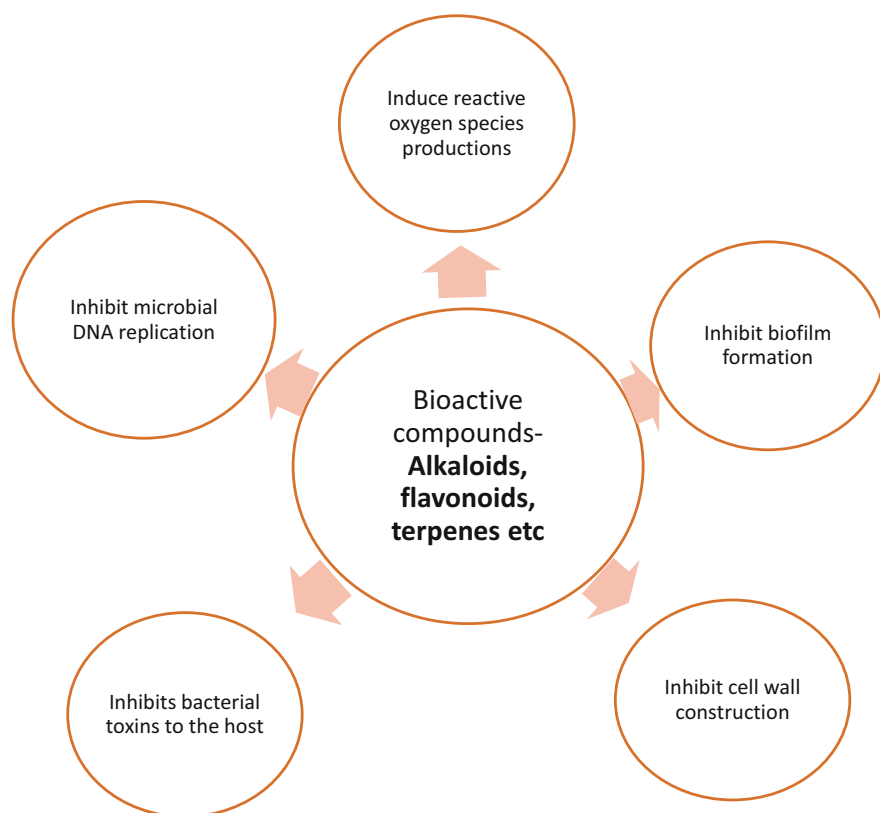 Induce reactive
oxygen species
productions
Inhibit microbial
DNA replication
Inhibit biofilm
formation
Bioactive
compounds-
Alkaloids,
flavonoids,
terpenes etc
Inhibits bacterial
toxins to the host
Inhibit cell wall
construction